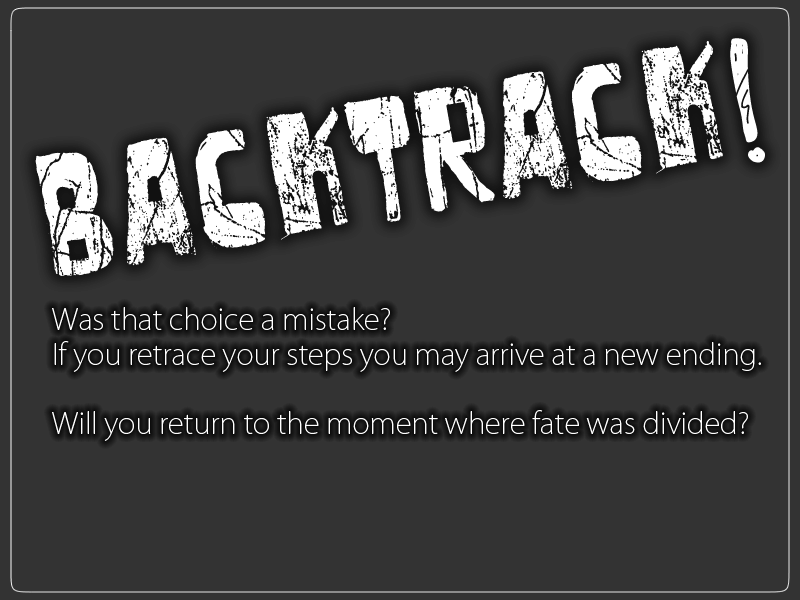 BACKTRACK!
Was that choice a mistake?
If you retrace your steps you may arrive at a new ending.
Will you return to the moment where fate was divided?